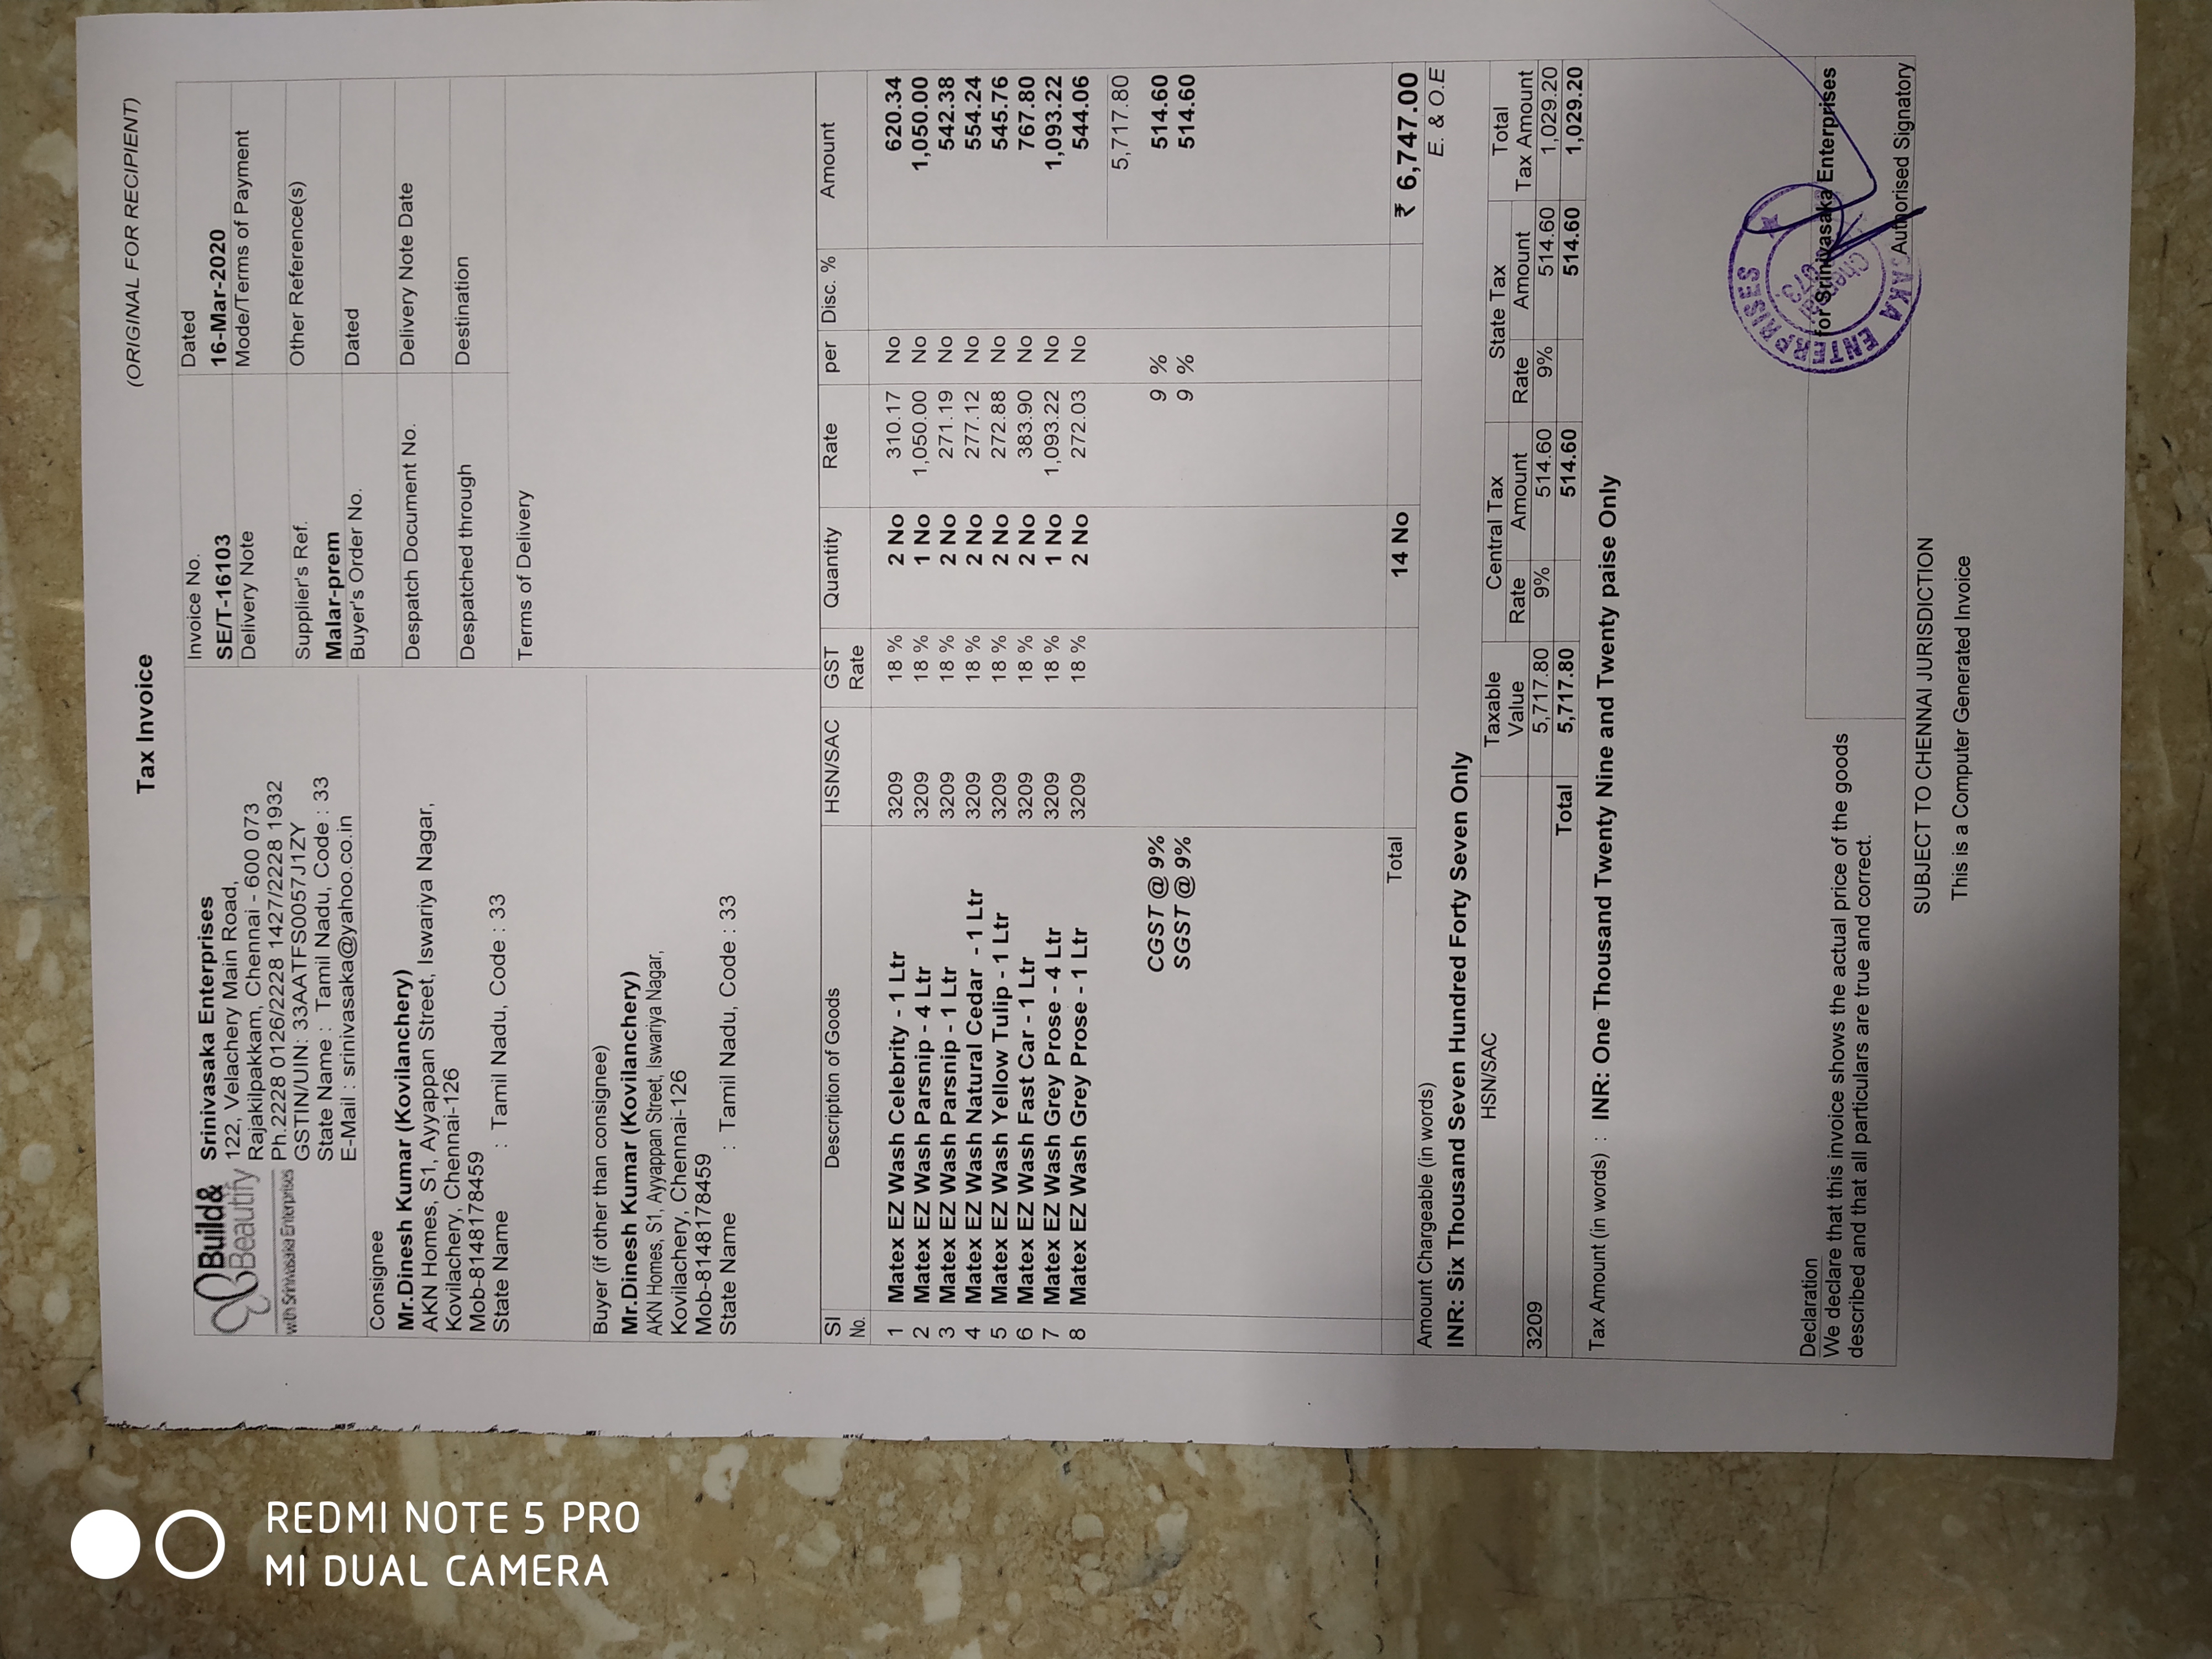 Tax Invoice
(ORIGINAL FOR RECIPIENT)
Build&
Beautify
with Srinivasaka Enterprises
Srinivasaka Enterprises
122, Velachery Main Road,
Rajakilpakkam, Chennai - 600 073
Ph.2228 0126/2228 1427/2228 1932
GSTIN/UIN: 33AATFS0057J1ZY
State Name : Tamil Nadu, Code : 33
E-Mail : srinivasaka@yahoo.co.in
Invoice No.
SE/T-16103
Dated
16-Mar-2020
Delivery Note
Mode/Terms of Payment
Supplier's Ref.
Malar-prem
Other Reference(s)
Buyer's Order No.
Dated
Despatch Document No.
Delivery Note Date
Despatched through
Destination
Terms of Delivery
Consignee
Mr.Dinesh Kumar (Kovilanchery)
AKN Homes, S1, Ayyappan Street, Iswariya Nagar,
Kovilachery, Chennai-126
Mob-8148178459
State Name : Tamil Nadu, Code : 33
Buyer (if other than consignee)
Mr.Dinesh Kumar (Kovilanchery)
AKN Homes, S1, Ayyappan Street, Iswariya Nagar,
Kovilachery, Chennai-126
Mob-8148178459
State Name : Tamil Nadu, Code : 33
Sl No. Description of Goods HSN/SAC GST Rate Quantity Rate per Disc. % Amount
1 Matex EZ Wash Celebrity - 1 Ltr 3209 18 % 2 No 310.17 No 620.34
2 Matex EZ Wash Parsnip - 4 Ltr 3209 18 % 1 No 1,050.00 No 1,050.00
3 Matex EZ Wash Parsnip - 1 Ltr 3209 18 % 2 No 271.19 No 542.38
4 Matex EZ Wash Natural Cedar - 1 Ltr 3209 18 % 2 No 277.12 No 554.24
5 Matex EZ Wash Yellow Tulip - 1 Ltr 3209 18 % 2 No 272.88 No 545.76
6 Matex EZ Wash Fast Car - 1 Ltr 3209 18 % 2 No 383.90 No 767.80
7 Matex EZ Wash Grey Prose - 4 Ltr 3209 18 % 1 No 1,093.22 No 1,093.22
8 Matex EZ Wash Grey Prose - 1 Ltr 3209 18 % 2 No 272.03 No 544.06
5,717.80
CGST @ 9% 9 % 514.60
SGST @ 9% 9 % 514.60
Total 14 No ₹ 6,747.00
Amount Chargeable (in words) E. & O.E
INR: Six Thousand Seven Hundred Forty Seven Only
HSN/SAC Taxable Value Central Tax Rate Amount State Tax Rate Amount Total Tax Amount
3209 5,717.80 9% 514.60 9% 514.60 1,029.20
Total 5,717.80 514.60 514.60 1,029.20
Tax Amount (in words) : INR: One Thousand Twenty Nine and Twenty paise Only
Declaration
We declare that this invoice shows the actual price of the goods
described and that all particulars are true and correct.
for Srinivasaka Enterprises
Authorised Signatory
SUBJECT TO CHENNAI JURISDICTION
This is a Computer Generated Invoice
REDMI NOTE 5 PRO
MI DUAL CAMERA